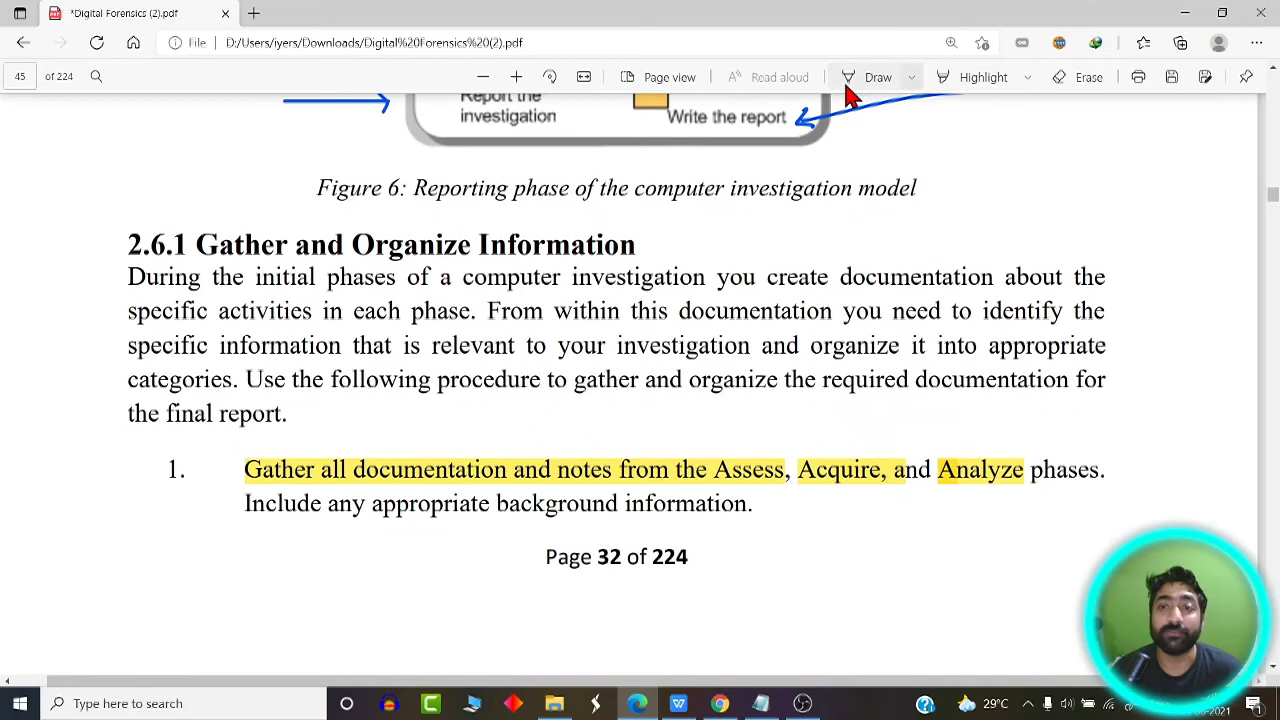 *Digital Forensics (2).pdf
File D:/Users/iyers/Downloads/Digital%20Forensics%20(2).pdf
45 of 224 Page view Read aloud Draw Highlight Erase
Report the
investigation
Write the report
Figure 6: Reporting phase of the computer investigation model
2.6.1 Gather and Organize Information
During the initial phases of a computer investigation you create documentation about the
specific activities in each phase. From within this documentation you need to identify the
specific information that is relevant to your investigation and organize it into appropriate
categories. Use the following procedure to gather and organize the required documentation for
the final report.
1. Gather all documentation and notes from the Assess, Acquire, and Analyze phases.
Include any appropriate background information.
Page 32 of 224
Type here to search
29°C